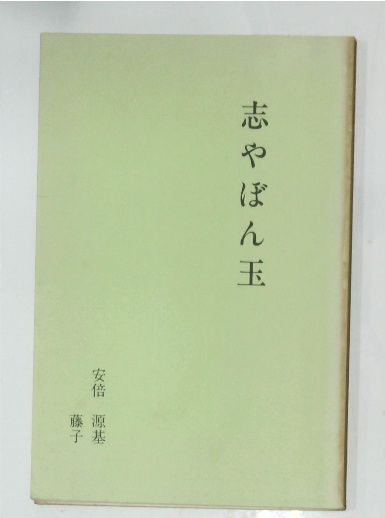 志やぼん玉
安倍 源基
藤子